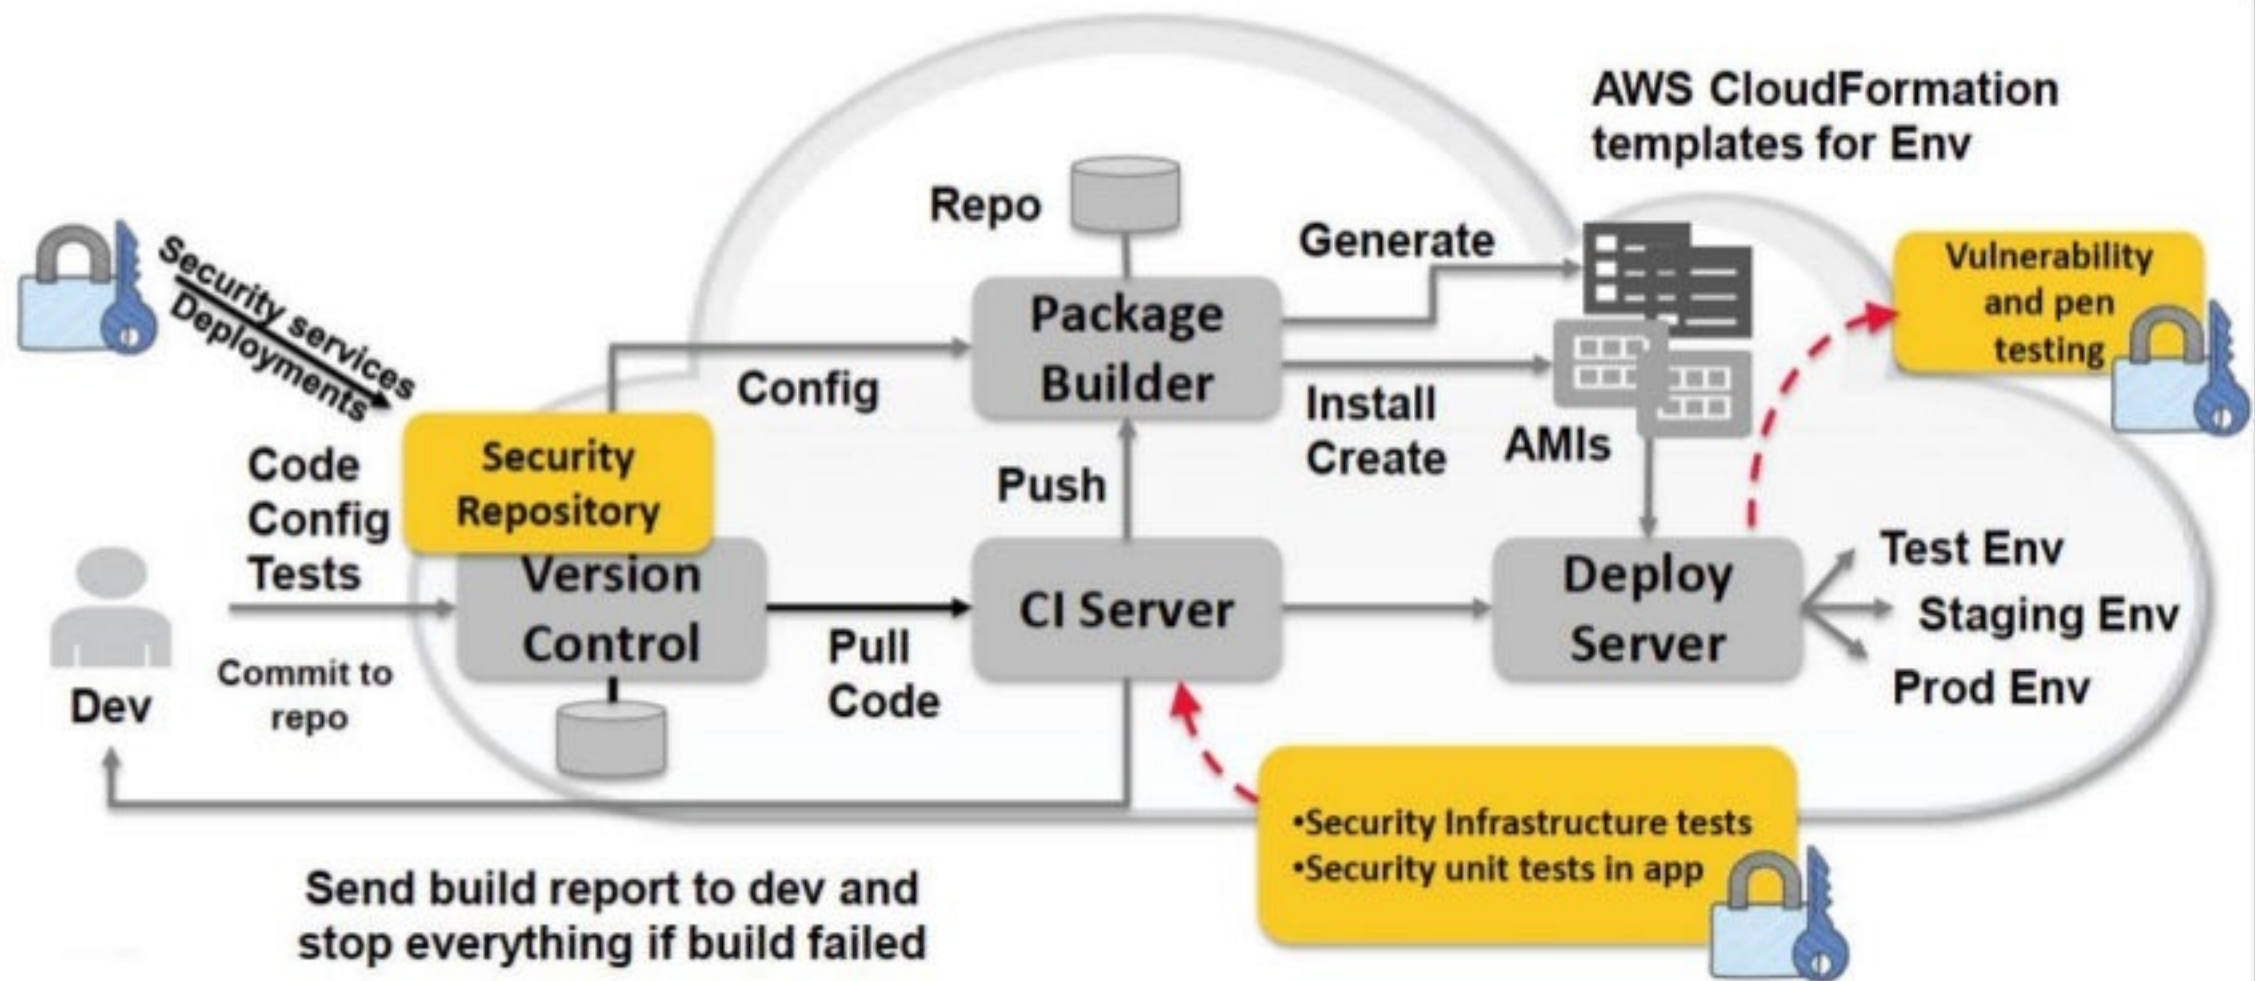 AWS CloudFormation
templates for Env
Repo
Generate
Security services
Deployments
Vulnerability
and pen
testing
Package
Builder
Config
Install
Create
AMIs
Security
Repository
Code
Config
Tests
Push
Version
Control
CI Server
Deploy
Server
Test Env
Staging Env
Prod Env
Pull
Code
Commit to
repo
Dev
•Security Infrastructure tests
•Security unit tests in app
Send build report to dev and
stop everything if build failed